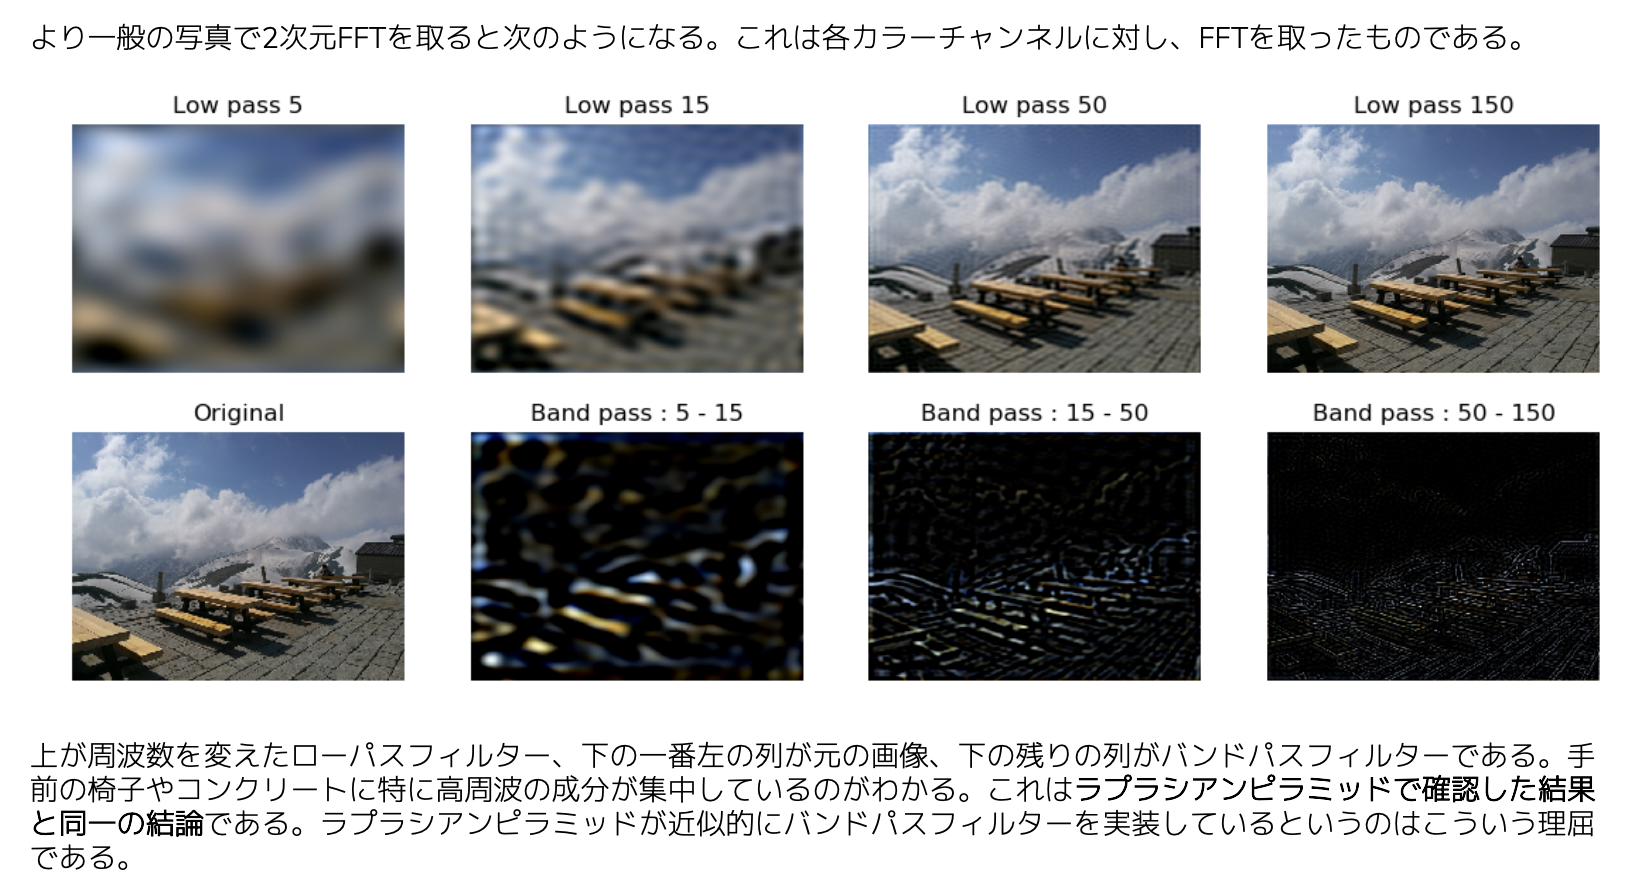 より一般の写真で2次元FFTを取ると次のようになる。これは各カラーチャンネルに対し、FFTを取ったものである。
Low pass 5
Low pass 15
Low pass 50
Low pass 150
Original
Band pass : 5 - 15
Band pass : 15 - 50
Band pass : 50 - 150
上が周波数を変えたローパスフィルター、下の一番左の列が元の画像、下の残りの列がバンドパスフィルターである。手
前の椅子やコンクリートに特に高周波の成分が集中しているのがわかる。これはラプラシアンピラミッドで確認した結果
と同一の結論である。ラプラシアンピラミッドが近似的にバンドパスフィルターを実装しているというのはこういう理屈
である。